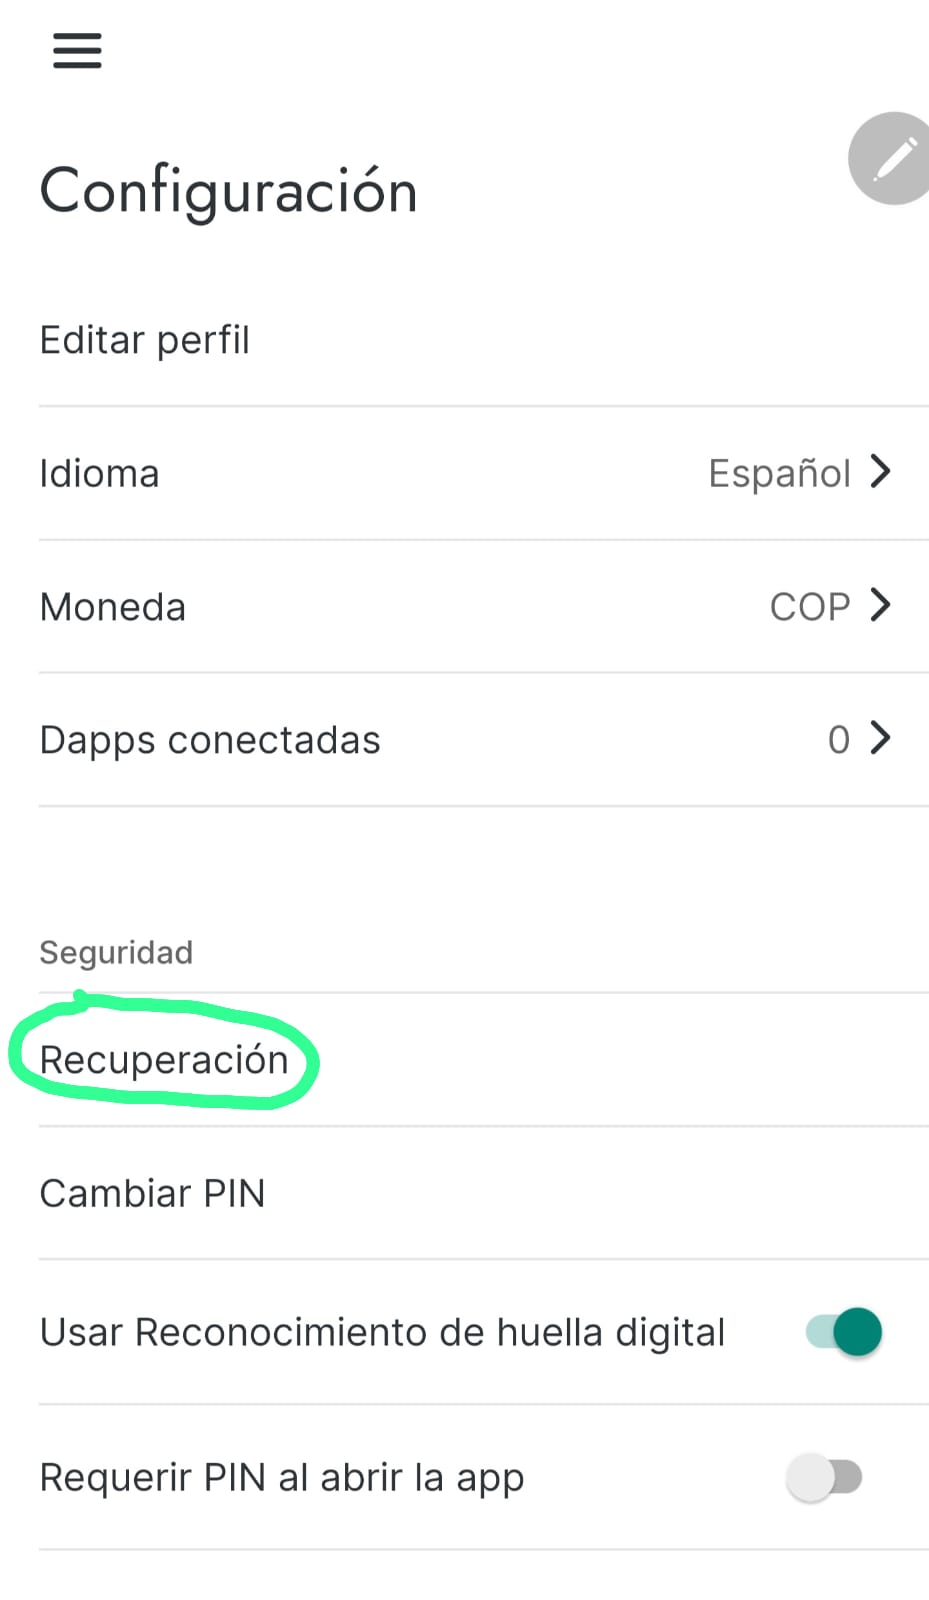 Configuración
Editar perfil
Idioma Español
Moneda COP
Dapps conectadas 0
Seguridad
Recuperación
Cambiar PIN
Usar Reconocimiento de huella digital
Requerir PIN al abrir la app